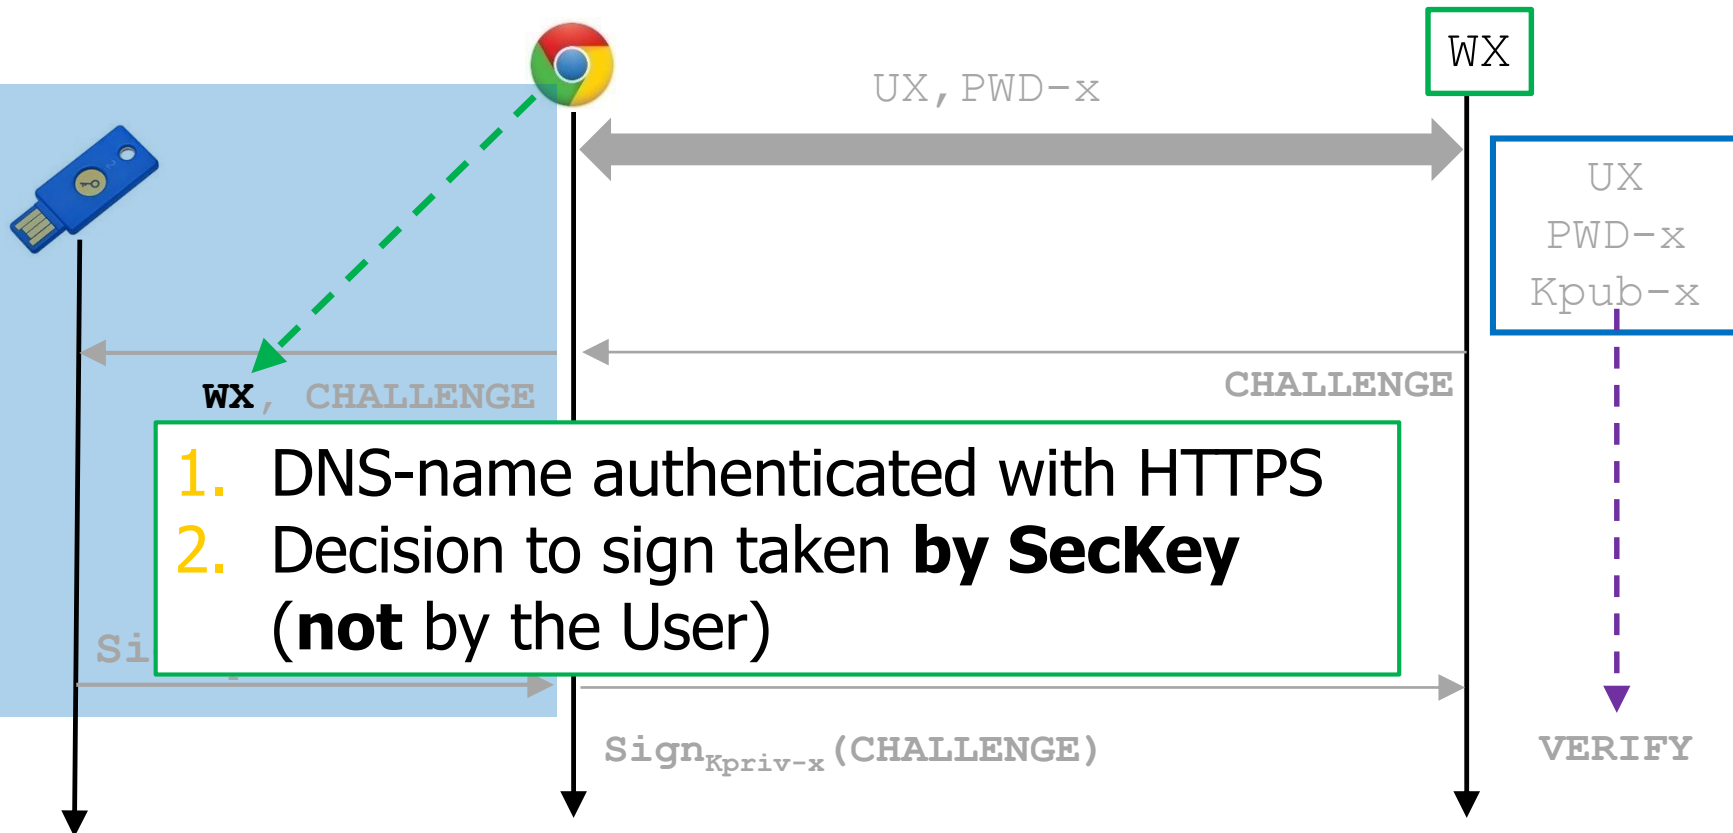 WX
UX,PWD-x
UX
PWD-x
Kpub-x
WX, CHALLENGE
CHALLENGE
1. DNS-name authenticated with HTTPS
2. Decision to sign taken by SecKey
(not by the User)
SignKpriv-x(CHALLENGE)
VERIFY